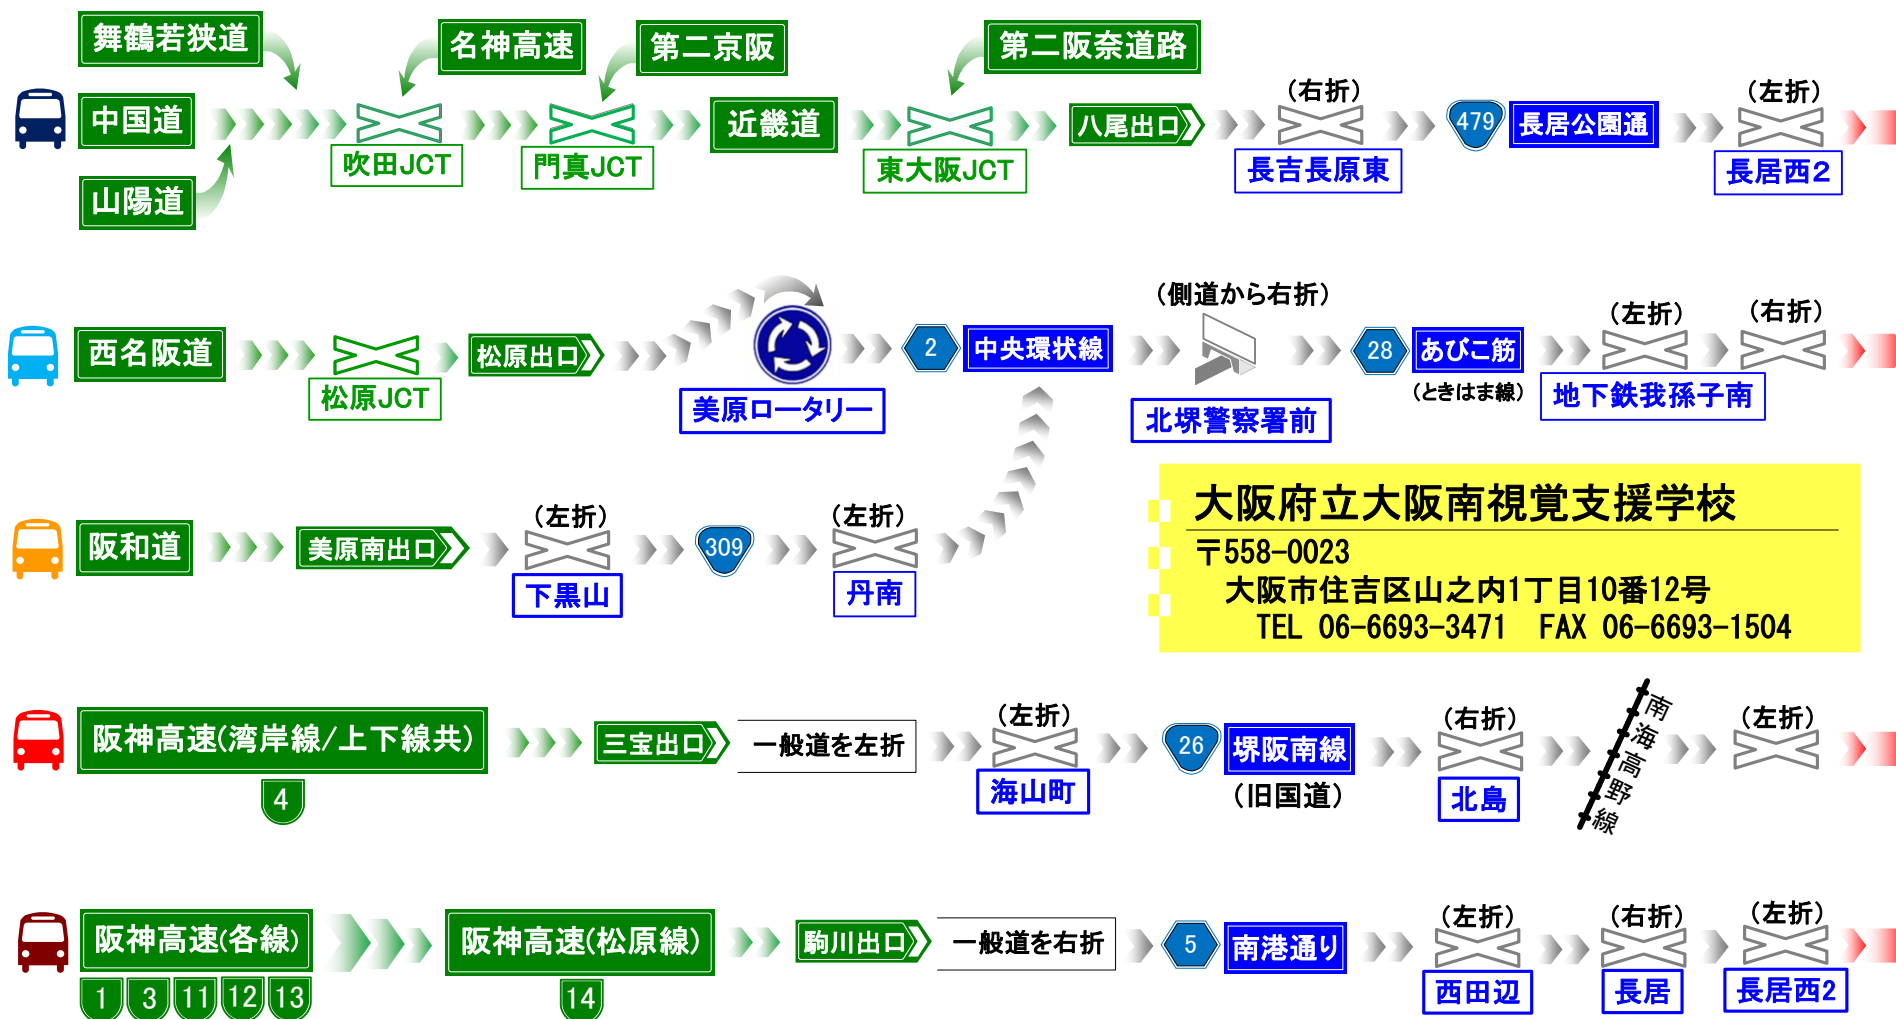 舞鶴若狭道
名神高速
第二京阪
第二阪奈道路
中国道
吹田JCT
門真JCT
近畿道
東大阪JCT
八尾出口
(右折)
長吉長原東
479
長居公園通
(左折)
長居西2
山陽道
西名阪道
松原JCT
松原出口
美原ロータリー
2
中央環状線
(側道から右折)
北堺警察署前
28
あびこ筋
(ときはま線)
(左折)
地下鉄我孫子南
(右折)
阪和道
美原南出口
(左折)
下黒山
309
(左折)
丹南
大阪府立大阪南視覚支援学校
〒558-0023
大阪市住吉区山之内1丁目10番12号
TEL 06-6693-3471 FAX 06-6693-1504
阪神高速(湾岸線/上下線共)
4
三宝出口
一般道を左折
(左折)
海山町
26
堺阪南線
(旧国道)
(右折)
北島
南海高野線
(左折)
阪神高速(各線)
1
3
11
12
13
阪神高速(松原線)
14
駒川出口
一般道を右折
5
南港通り
(左折)
西田辺
(右折)
長居
(左折)
長居西2